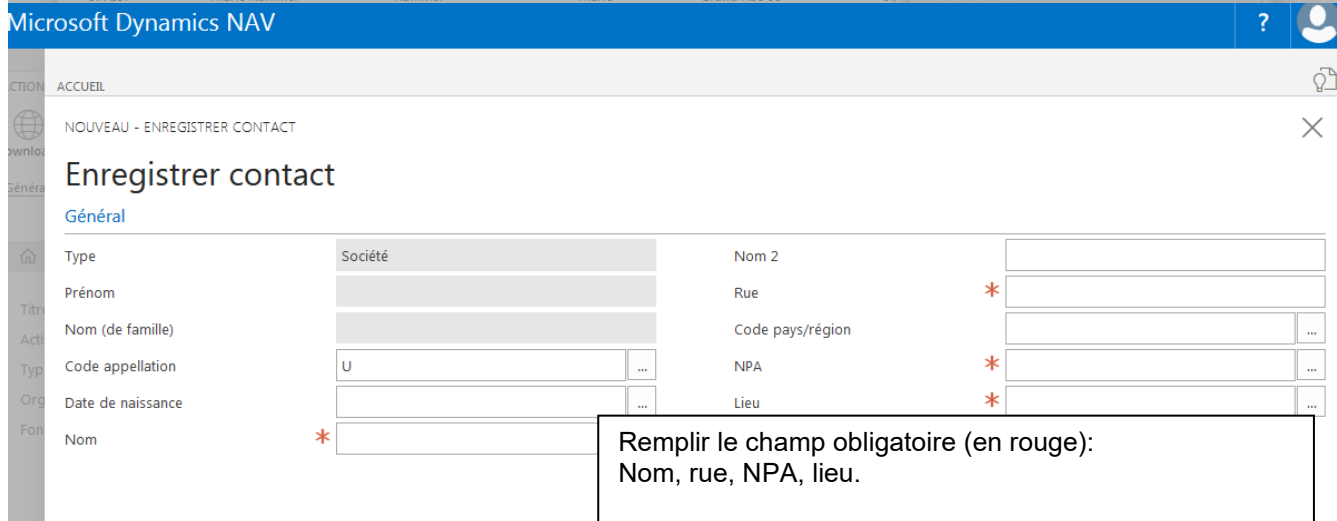 Microsoft Dynamics NAV ?
ACCUEIL
NOUVEAU - ENREGISTRER CONTACT
Enregistrer contact
Général
Type Société Nom 2
Prénom Rue *
Nom (de famille) Code pays/région ...
Code appellation U ... NPA * ...
Date de naissance ... Lieu * ...
Nom *
Remplir le champ obligatoire (en rouge):
Nom, rue, NPA, lieu.